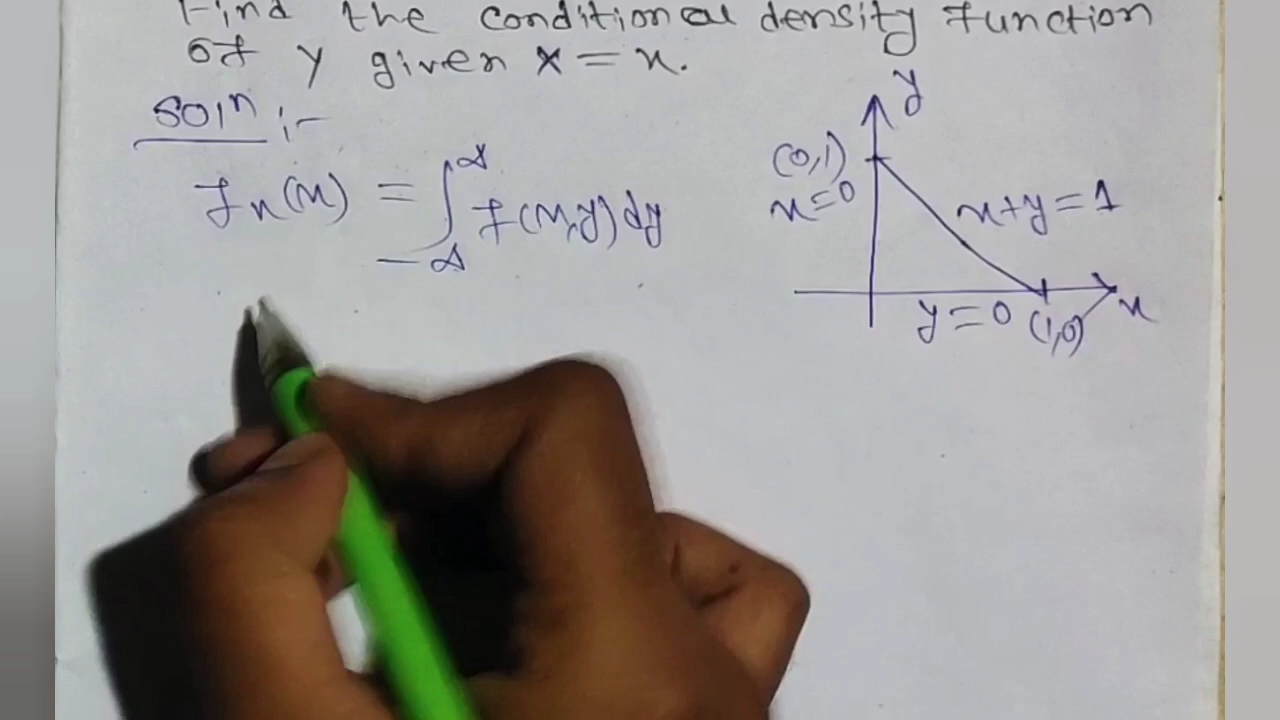 Find the conditional density function
of y given x = x.
Soln :-
fx(x) = ∫_{-∞}^{∞} f(x,y) dy
y
(0,1)
x=0
x+y=1
y=0 (1,0) x